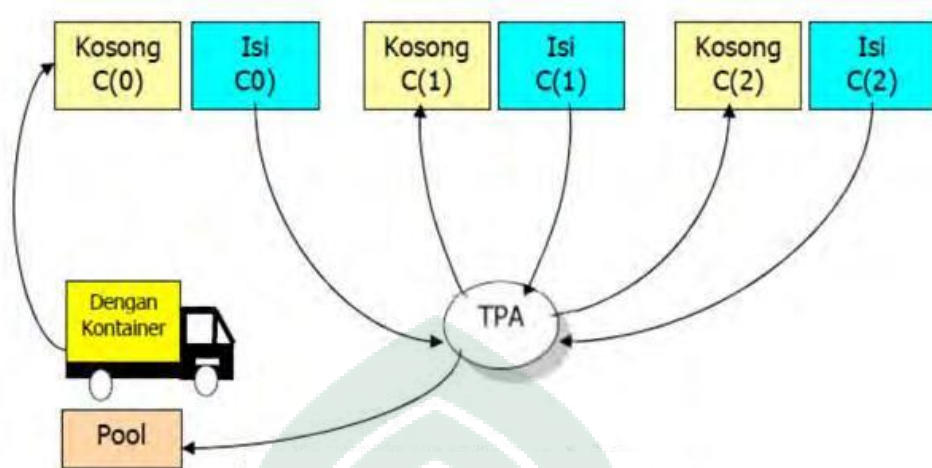 Kosong
C(0)
Isi
C0)
Kosong
C(1)
Isi
C(1)
Kosong
C(2)
Isi
C(2)
Dengan
Kontainer
TPA
Pool